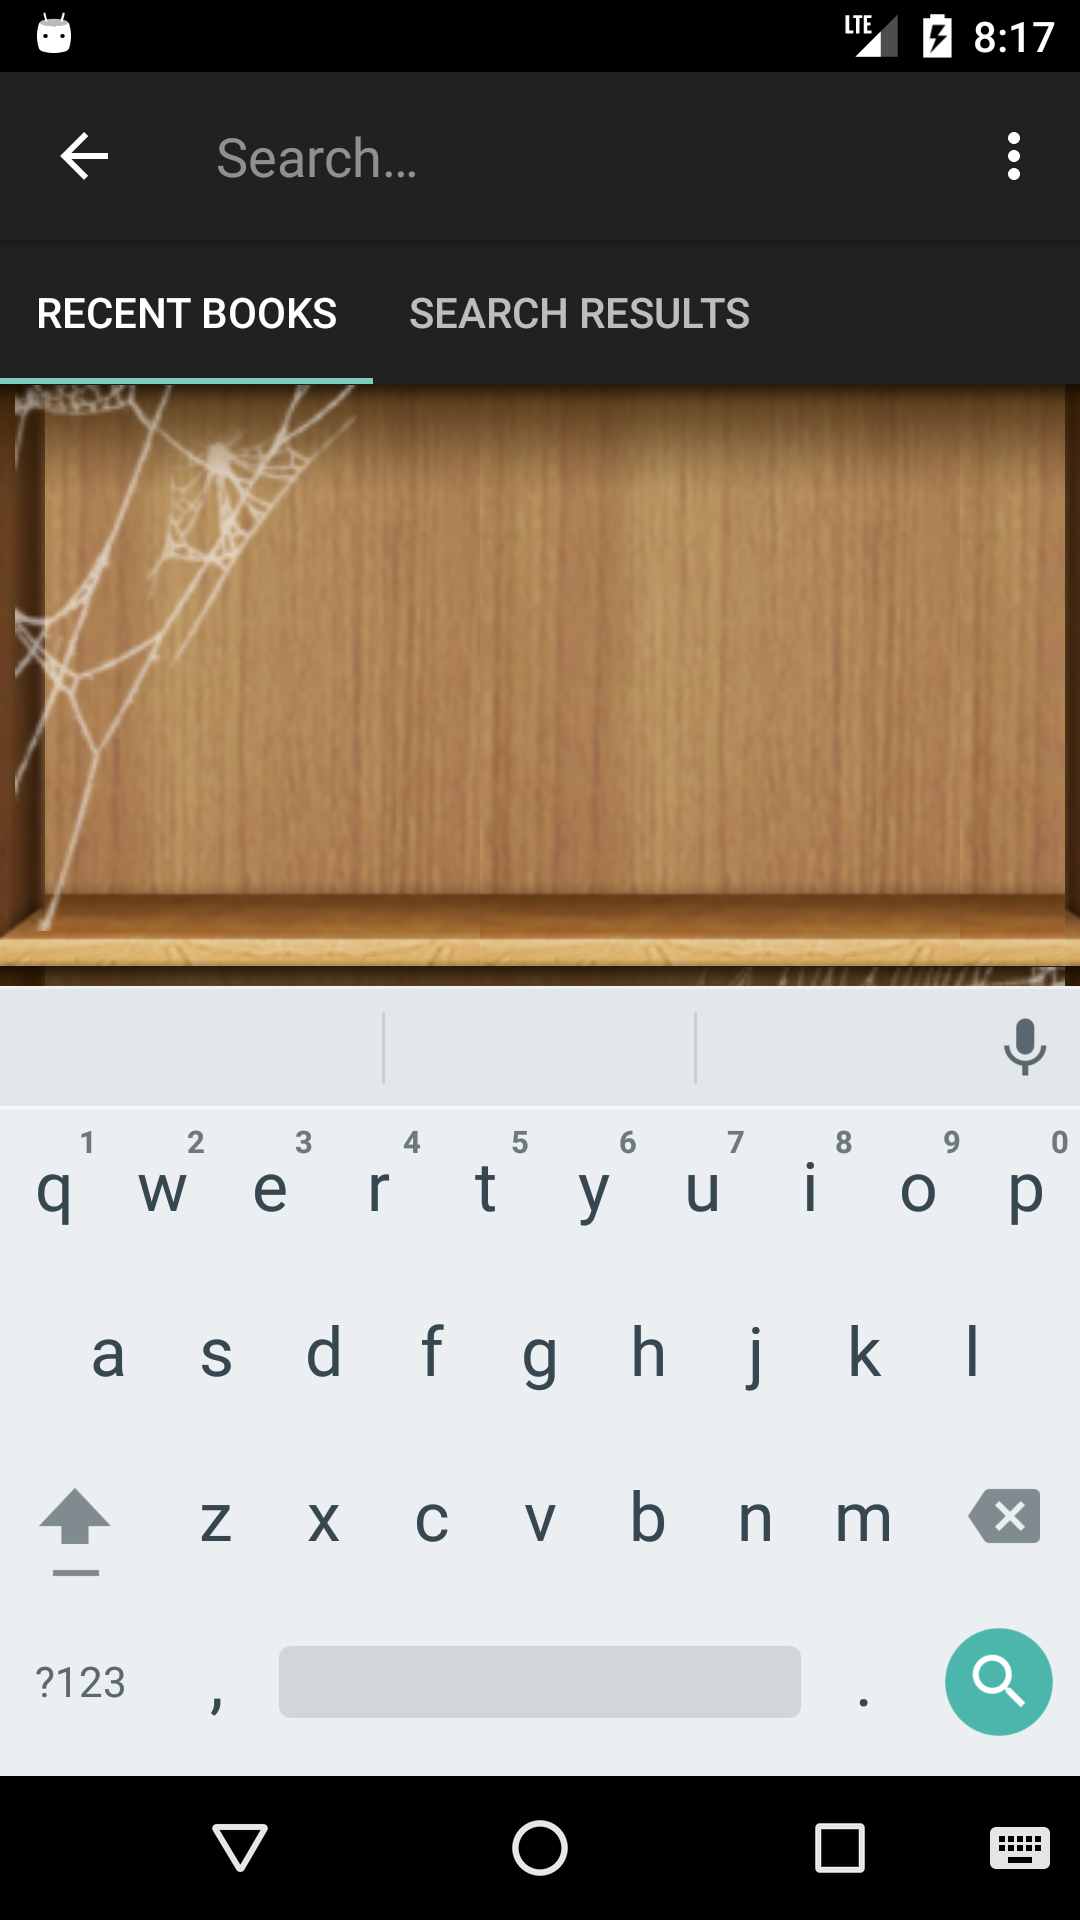 LTE 8:17
Search...
RECENT BOOKS SEARCH RESULTS
1 2 3 4 5 6 7 8 9 0
q w e r t y u i o p
a s d f g h j k l
z x c v b n m
?123 , .